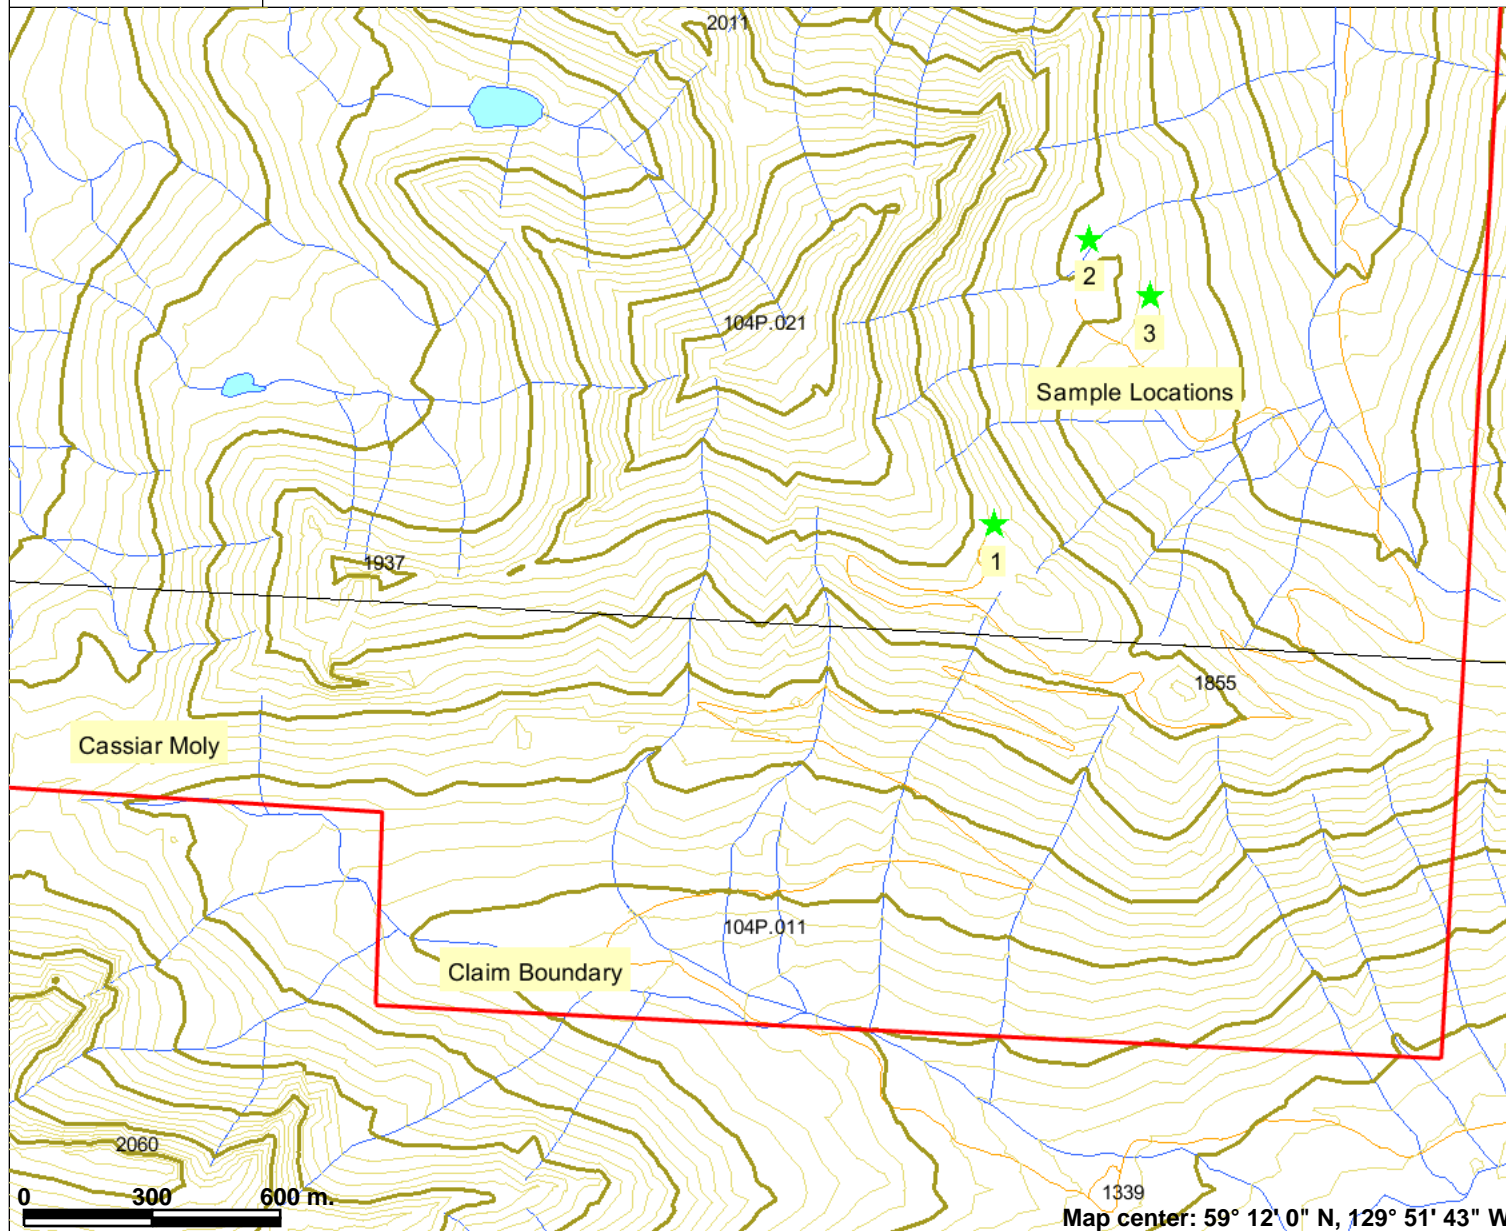 2011
2
104P.021
3
Sample Locations
1
1937
1855
Cassiar Moly
104P.011
Claim Boundary
2060
1339
0 300 600 m.
Map center: 59° 12' 0" N, 129° 51' 43" W